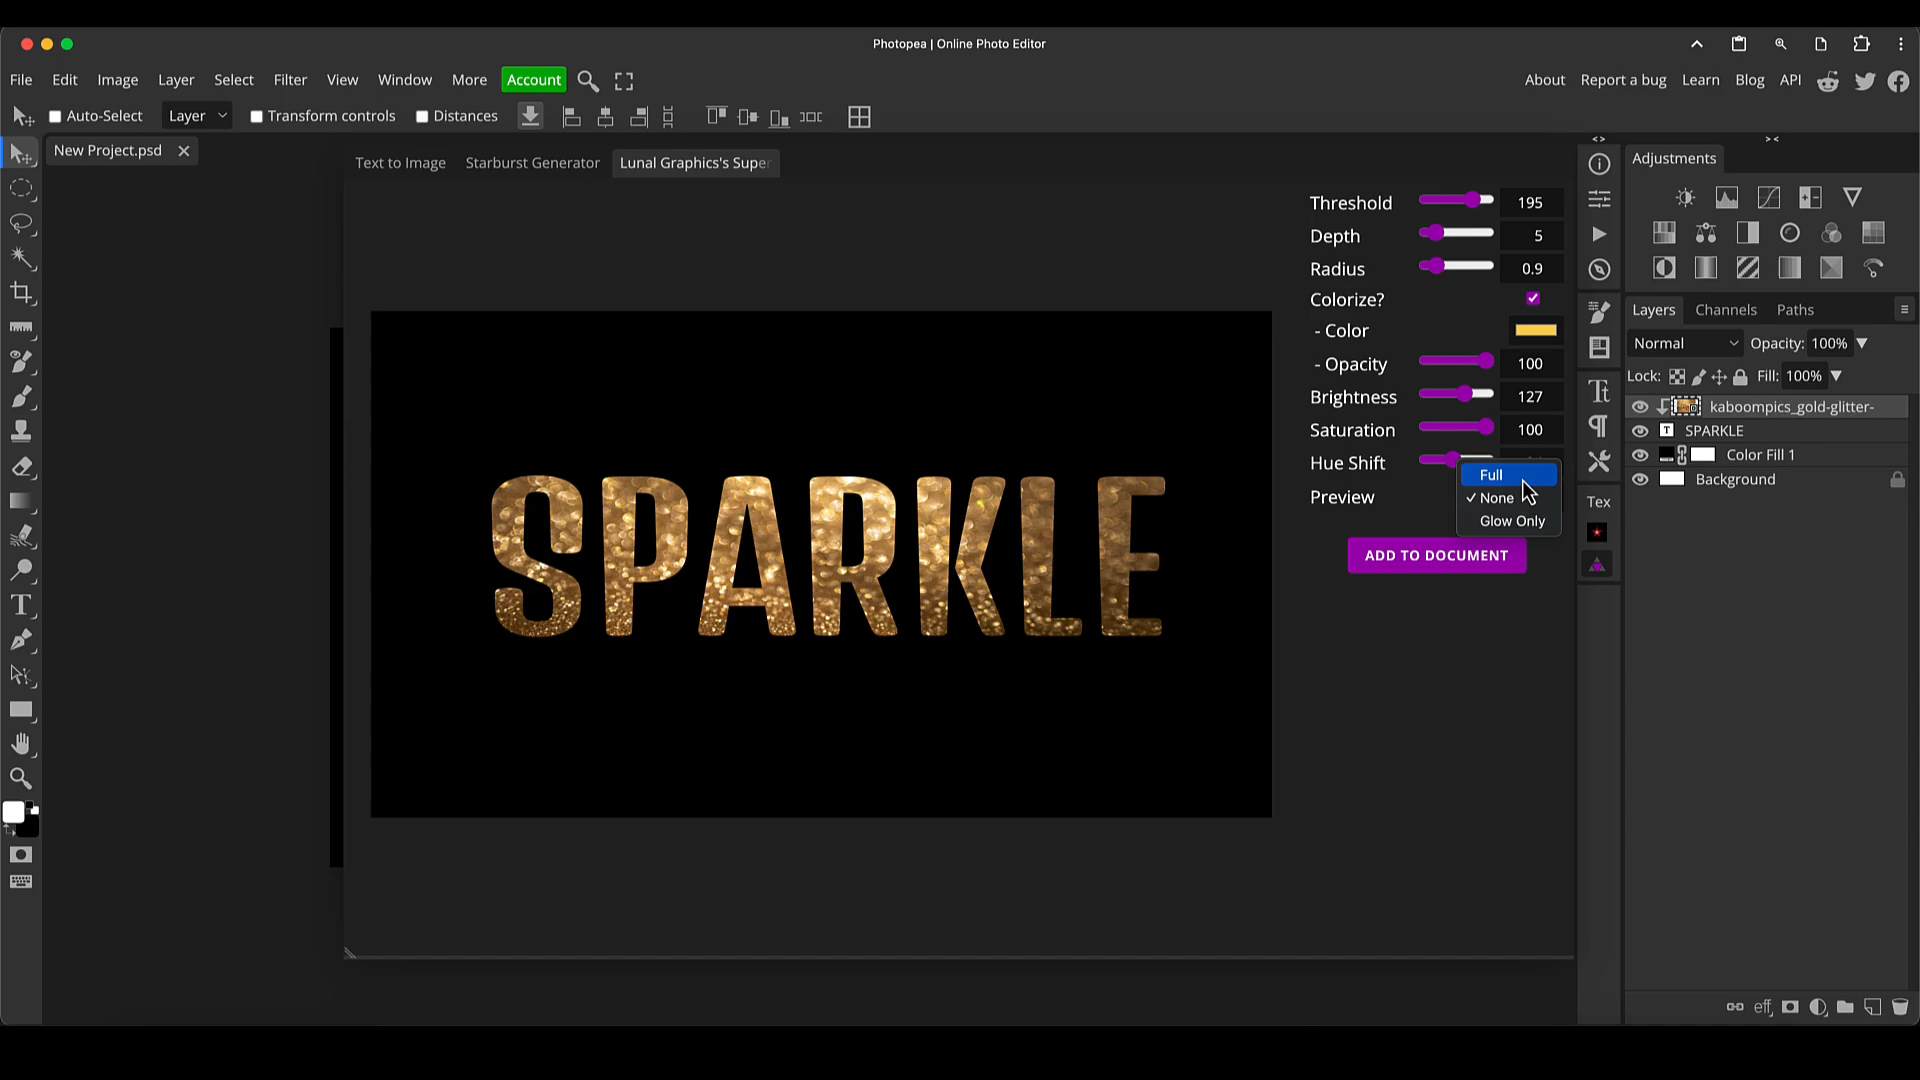 Photopea | Online Photo Editor
File Edit Image Layer Select Filter View Window More Account
About Report a bug Learn Blog API
Auto-Select Layer Transform controls Distances
New Project.psd
Text to Image Starburst Generator Lunal Graphics's Super
Threshold 195
Depth 5
Radius 0.9
Colorize?
- Color
- Opacity 100
Brightness 127
Saturation 100
Hue Shift
Preview
Full
None
Glow Only
ADD TO DOCUMENT
SPARKLE
Tex
Adjustments
Layers Channels Paths
Normal Opacity: 100%
Lock: Fill: 100%
kaboompics_gold-glitter-
SPARKLE
Color Fill 1
Background
eff